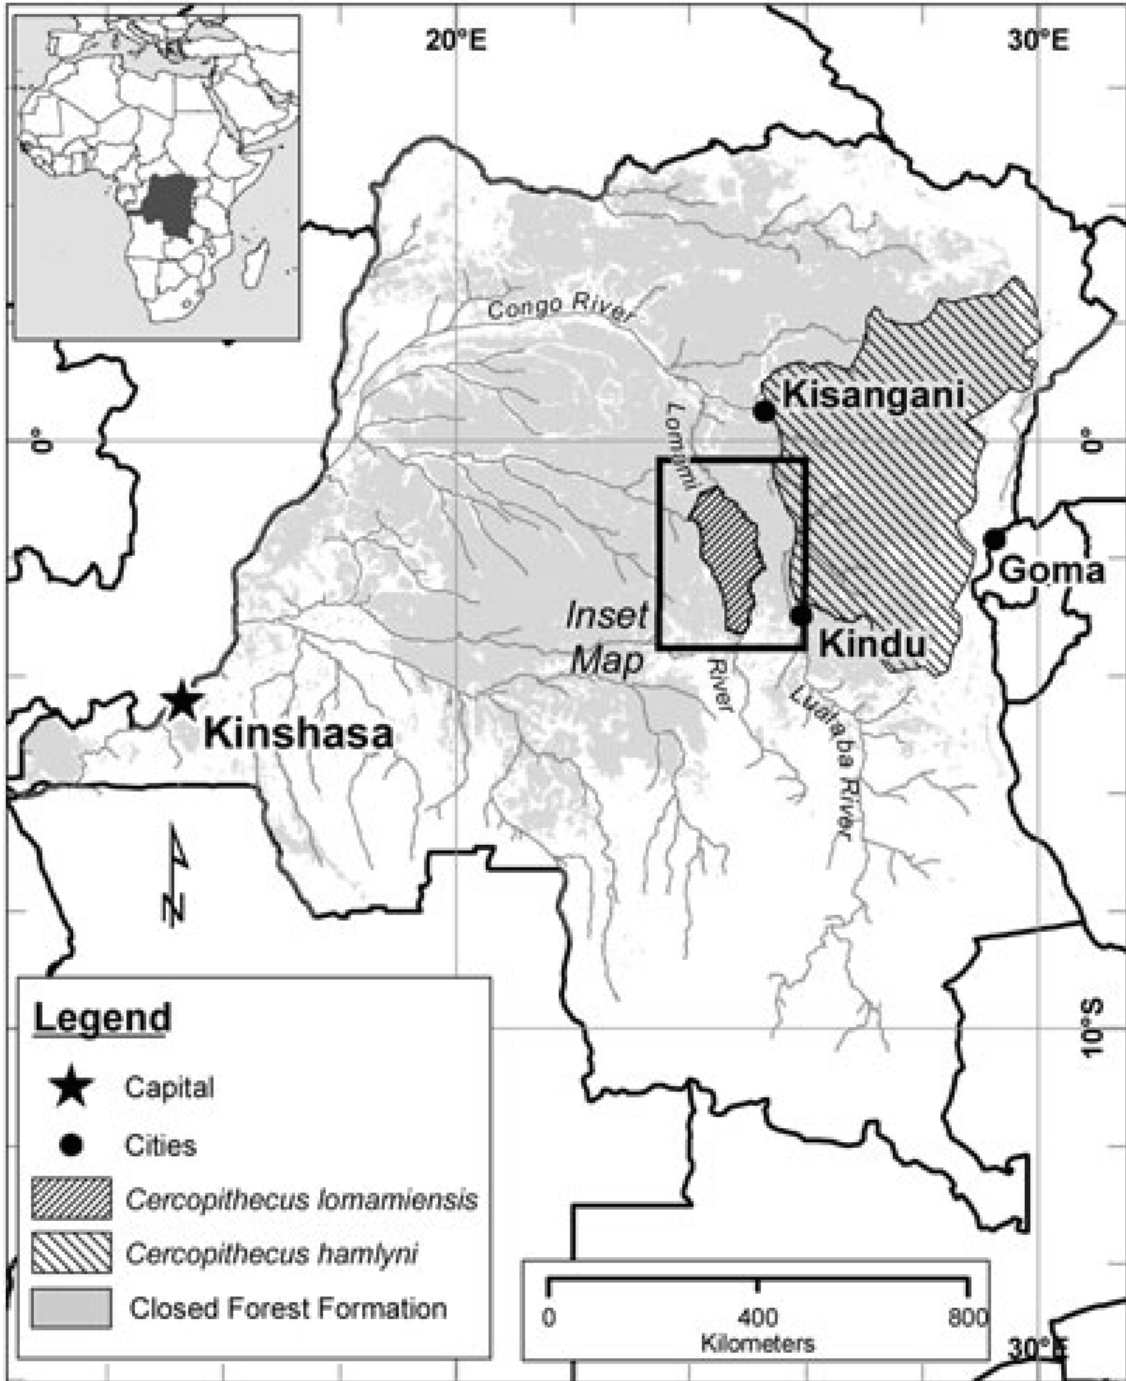 20°E
30°E
Congo River
Kisangani
Lomami
0°
0°
Goma
Inset
Map
Kindu
River
Lualaba River
Kinshasa
N
10°S
Legend
Capital
Cities
Cercopithecus lomamiensis
Cercopithecus hamlyni
Closed Forest Formation
0
400
800
Kilometers
30°E